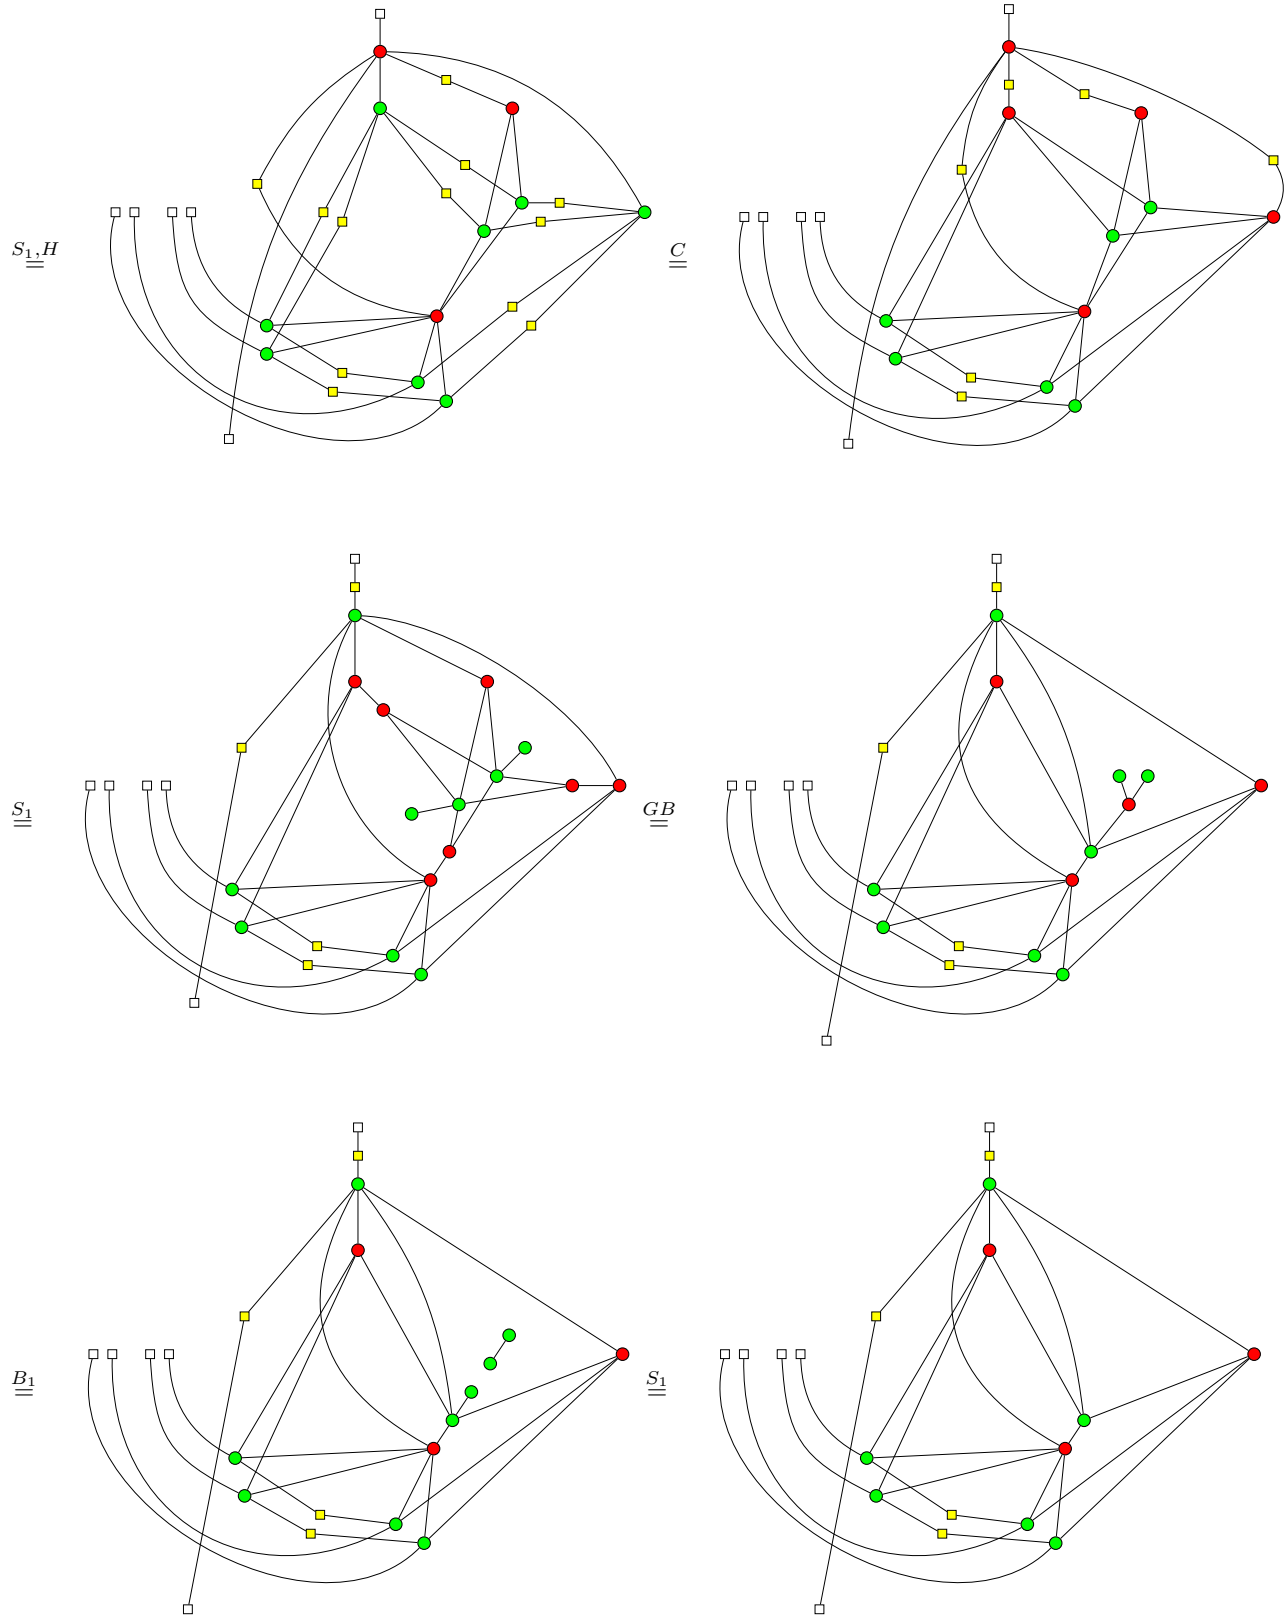 S₁, H
=
C
=
S₁
=
GB
=
B₁
=
S₁
=